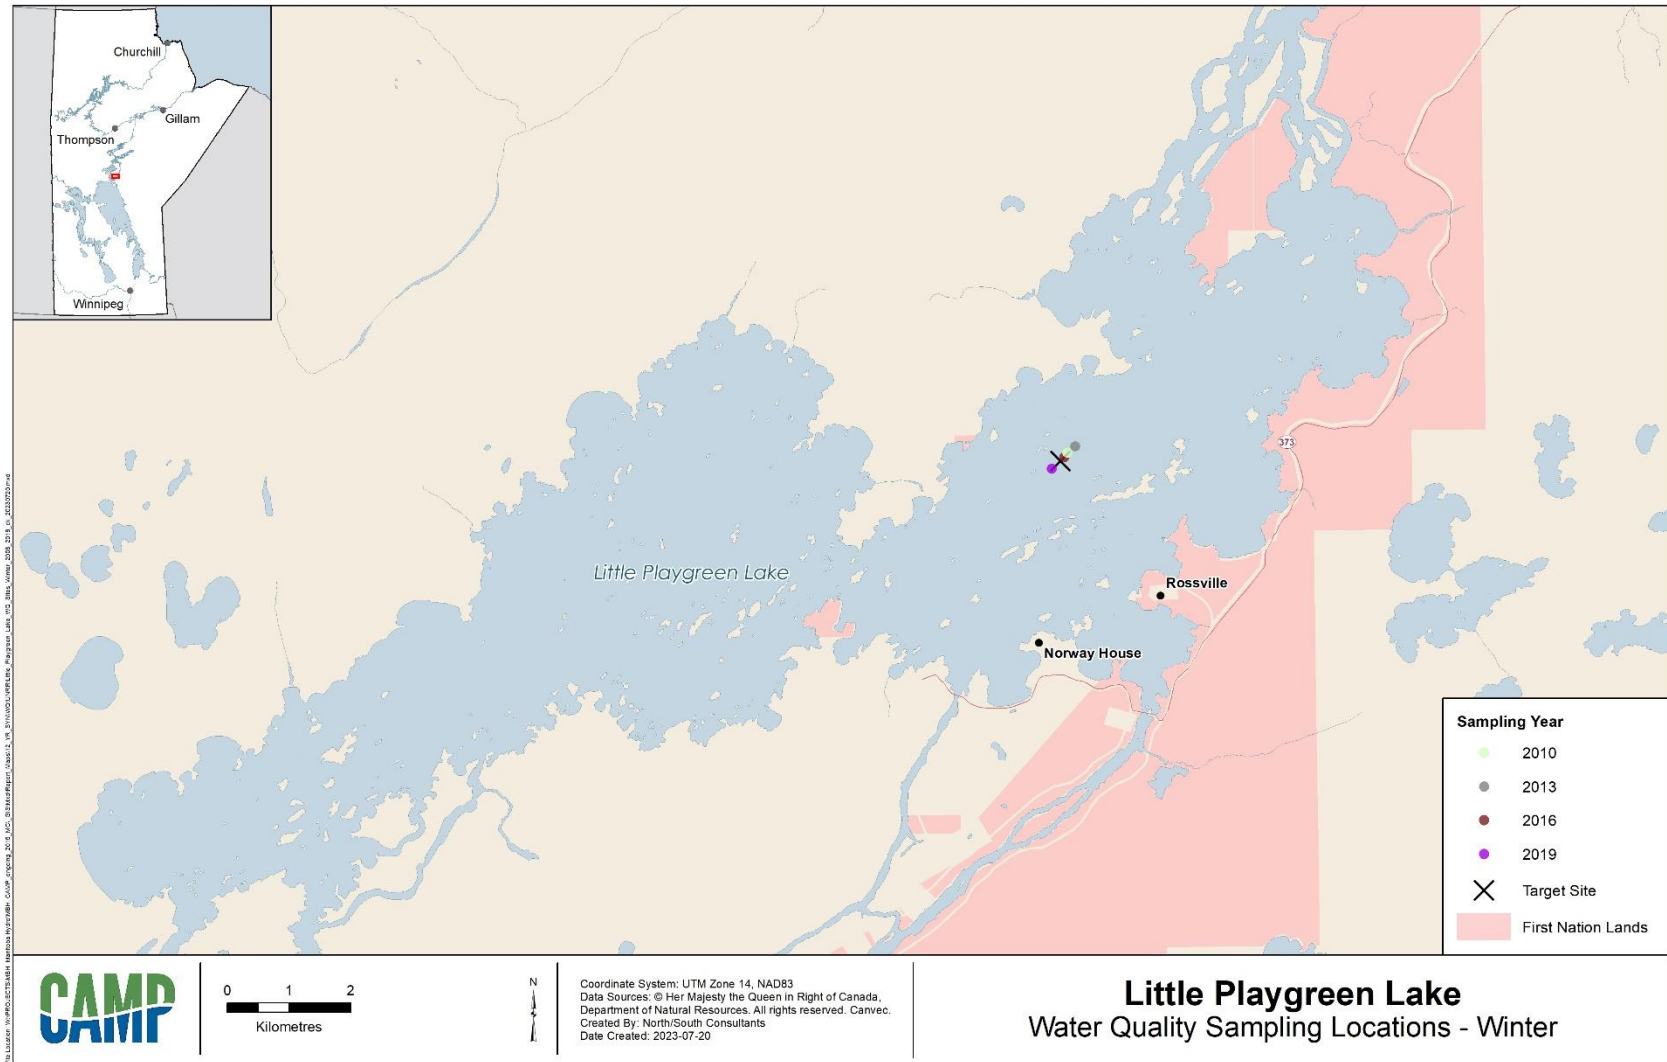 Churchill
Gillam
Thompson
Winnipeg
373
Little Playgreen Lake
Rossville
Norway House
Sampling Year
2010
2013
2016
2019
Target Site
First Nation Lands
CAMP
0 1 2
Kilometres
N
Coordinate System: UTM Zone 14, NAD83
Data Sources: © Her Majesty the Queen in Right of Canada,
Department of Natural Resources. All rights reserved. Canvec.
Created By: North/South Consultants
Date Created: 2023-07-20
Little Playgreen Lake
Water Quality Sampling Locations - Winter